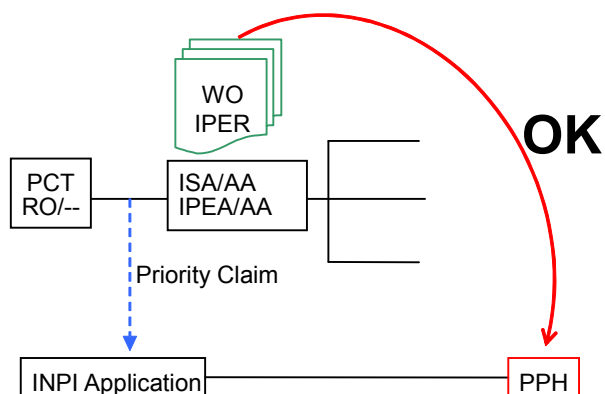 WO
IPER
OK
PCT
RO/--
ISA/AA
IPEA/AA
Priority Claim
INPI Application
PPH